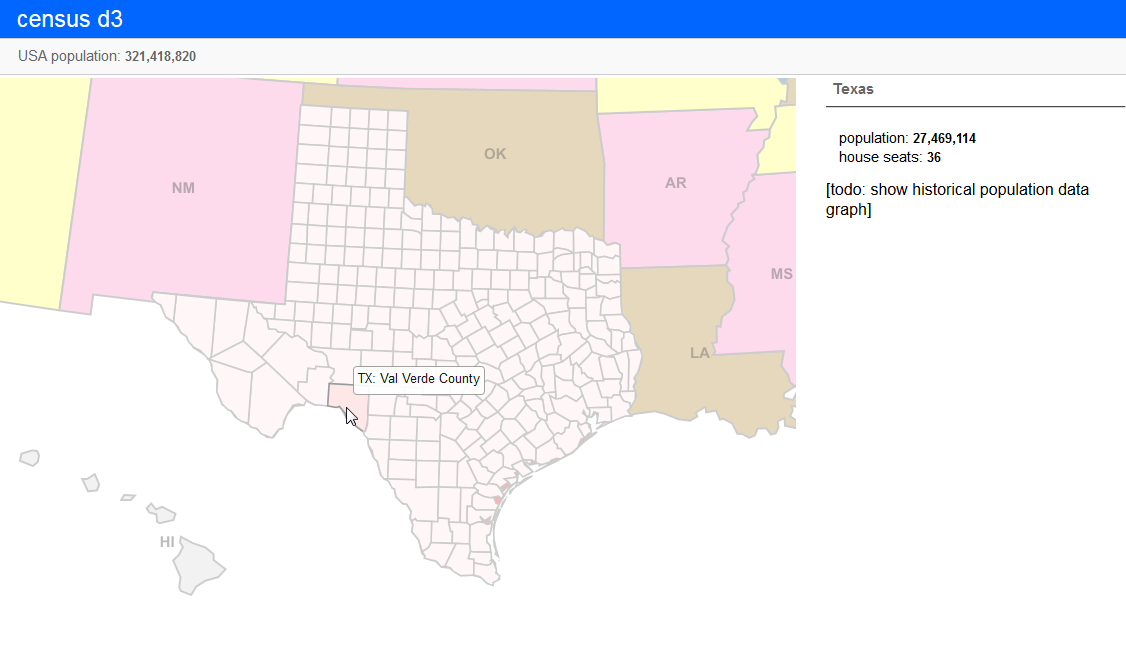 census d3
USA population: 321,418,820
Texas
population: 27,469,114
house seats: 36
[todo: show historical population data
graph]
OK
NM
AR
MS
LA
TX: Val Verde County
HI